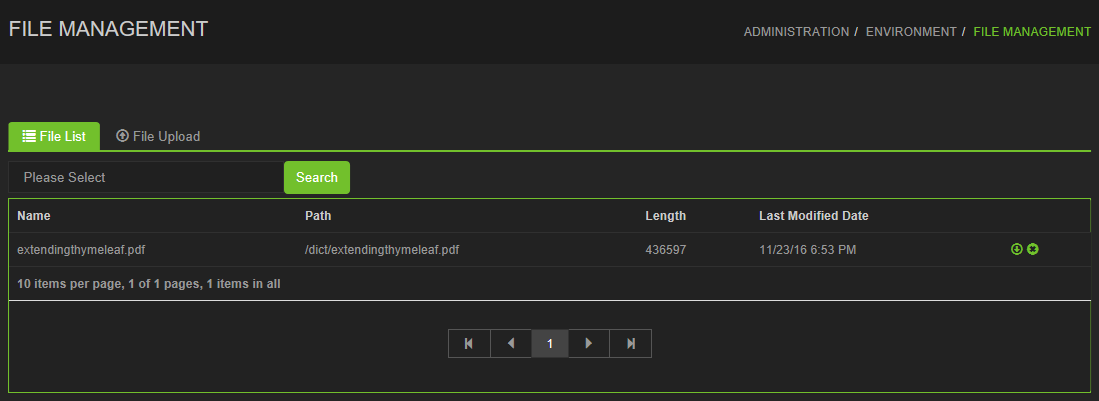 FILE MANAGEMENT
ADMINISTRATION / ENVIRONMENT / FILE MANAGEMENT
File List File Upload
Please Select Search
Name Path Length Last Modified Date
extendingthymeleaf.pdf /dict/extendingthymeleaf.pdf 436597 11/23/16 6:53 PM
10 items per page, 1 of 1 pages, 1 items in all
1